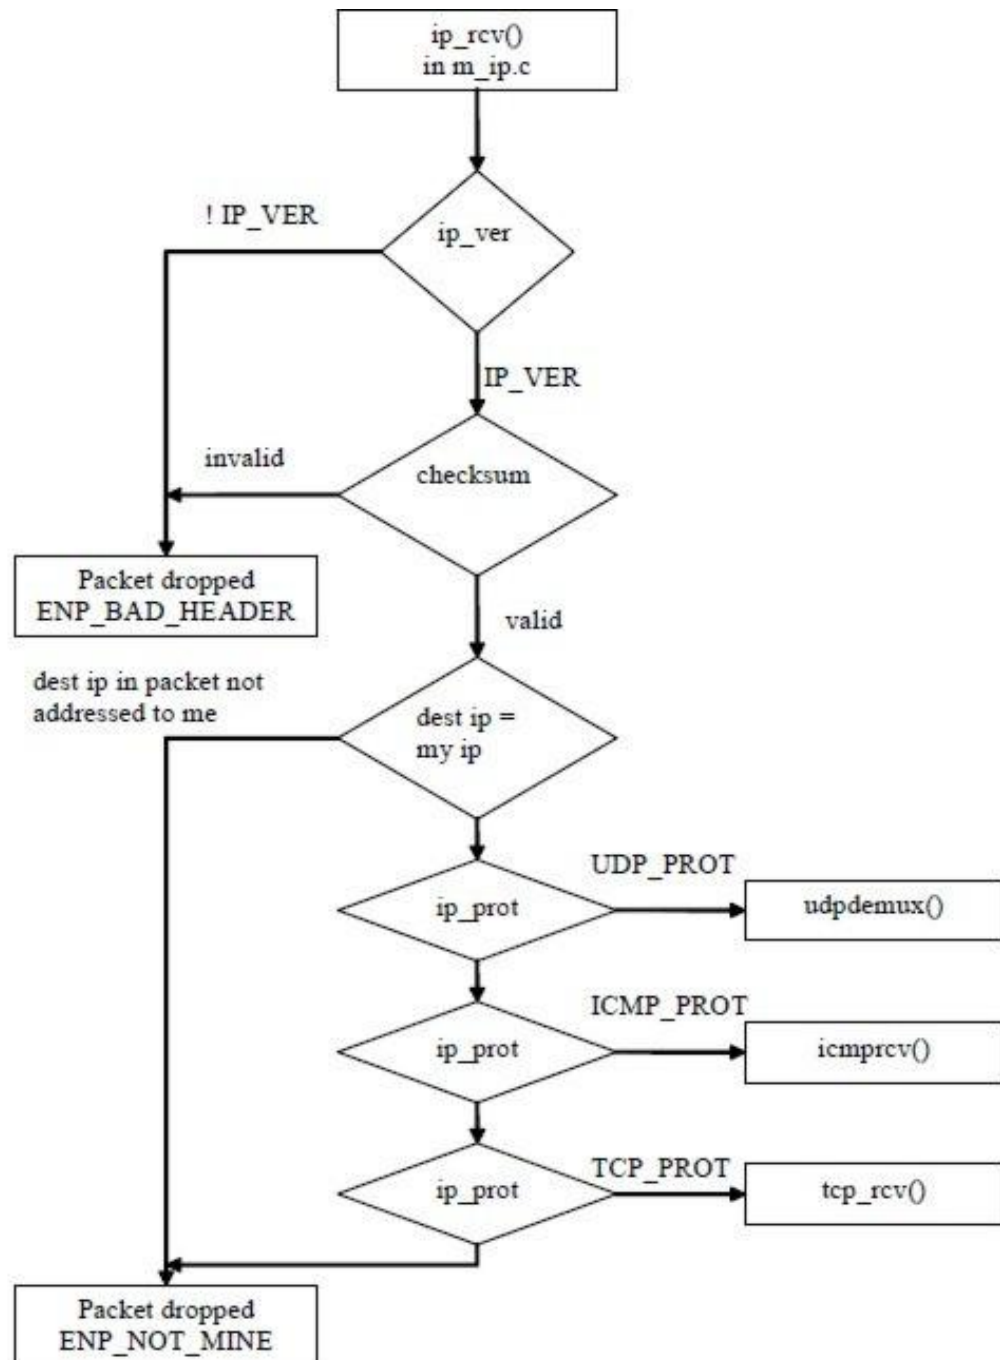 ip_rcv()
in m_ip.c
! IP_VER
ip_ver
IP_VER
invalid
checksum
Packet dropped
ENP_BAD_HEADER
valid
dest ip in packet not
addressed to me
dest ip =
my ip
UDP_PROT
ip_prot
udpdemux()
ICMP_PROT
ip_prot
icmprcv()
TCP_PROT
ip_prot
tcp_rcv()
Packet dropped
ENP_NOT_MINE